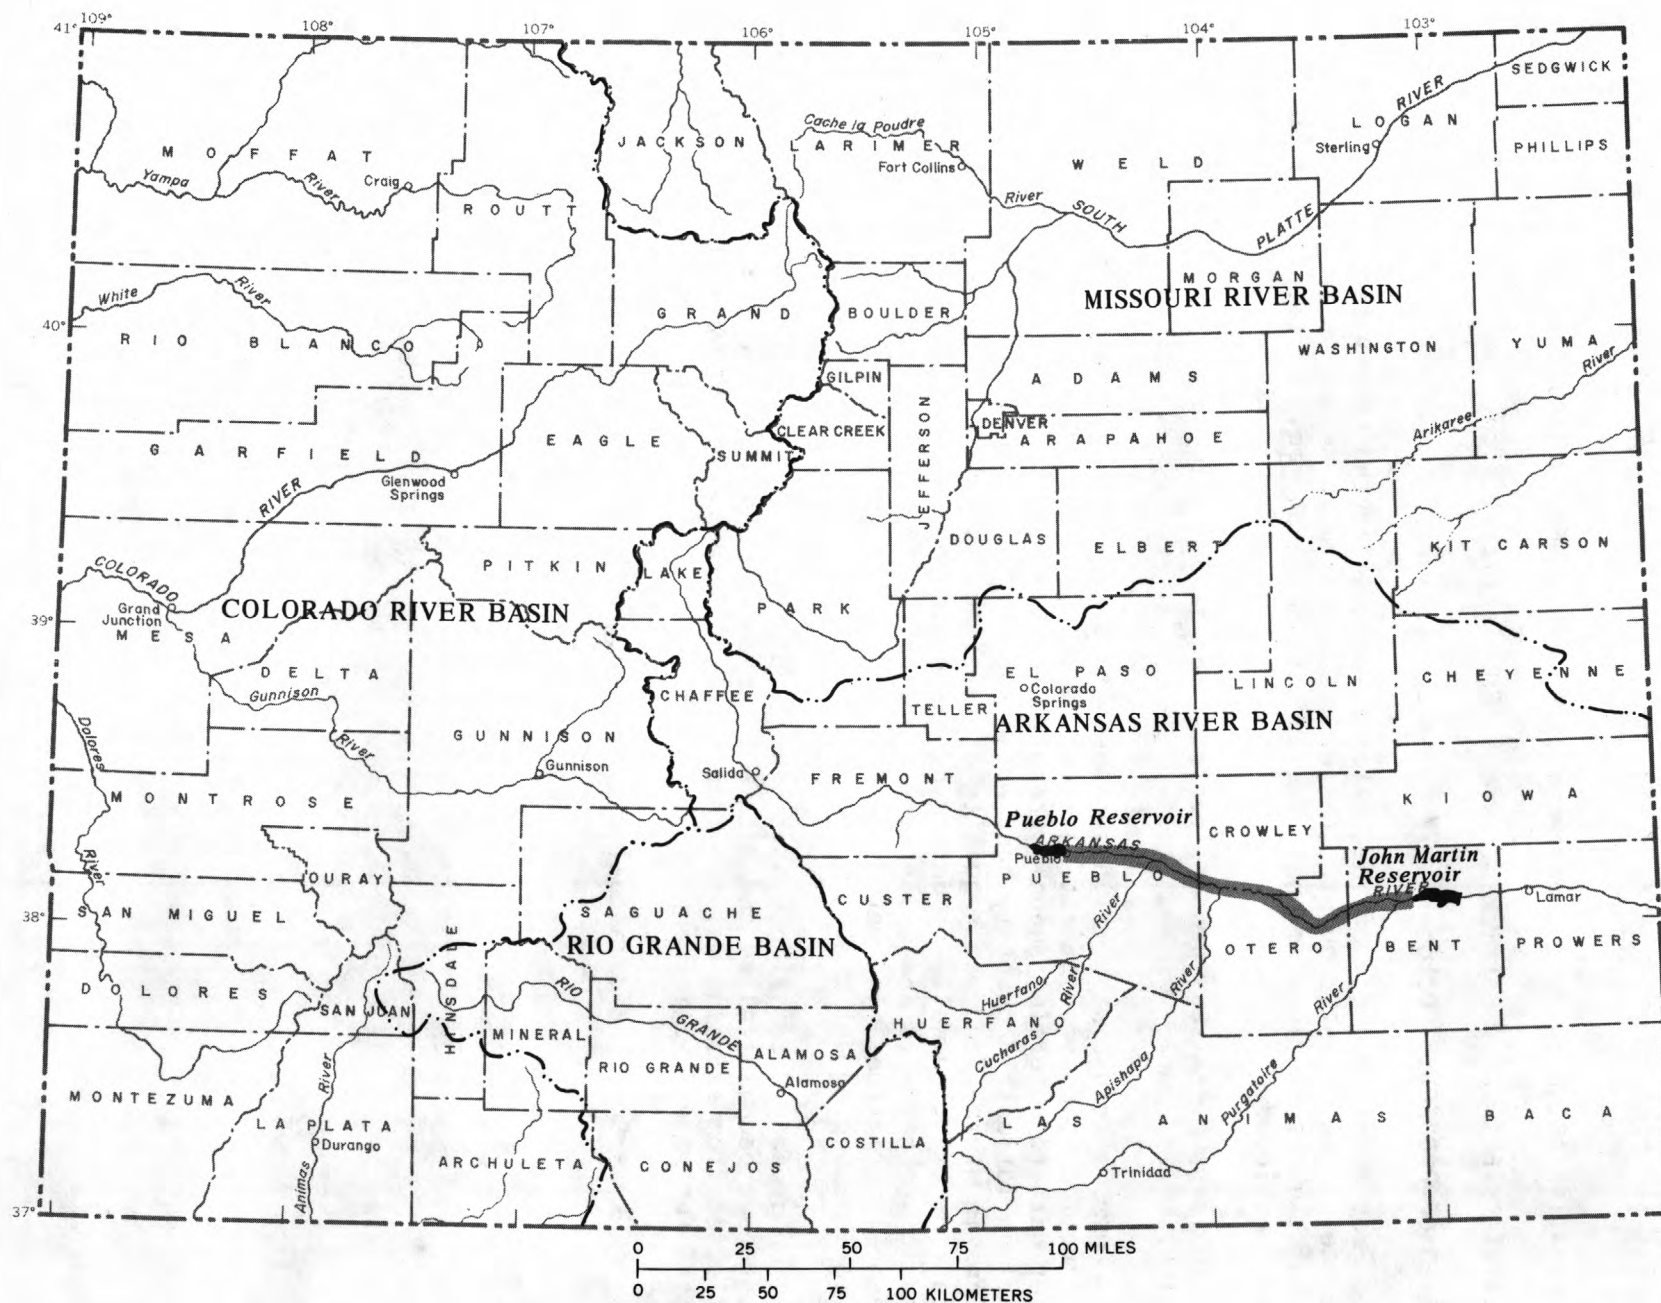 109°
108°
107°
106°
105°
104°
103°
41°
SEDGWICK
RIVER
LOGAN
Cache la Poudre
JACKSON
LARIMER
Sterling
PHILLIPS
MOFFAT
Fort Collins
WELD
Yampa
River
Craig
ROUTT
River
SOUTH
PLATTE
MORGAN
White
River
MISSOURI RIVER BASIN
GRAND
BOULDER
40°
RIO BLANCO
WASHINGTON
YUMA
River
GILPIN
ADAMS
JEFFERSON
DENVER
Arikaree
CLEAR CREEK
ARAPAHOE
EAGLE
GARFIELD
SUMMIT
Glenwood
Springs
RIVER
DOUGLAS
ELBERT
KIT CARSON
PITKIN
LAKE
COLORADO
Grand
Junction
COLORADO RIVER BASIN
PARK
39°
MESA
DELTA
EL PASO
CHEYENNE
Colorado
Springs
LINCOLN
Gunnison
CHAFFEE
TELLER
ARKANSAS RIVER BASIN
Dolores
River
GUNNISON
Gunnison
Salida
FREMONT
MONTROSE
KIOWA
Pueblo Reservoir
CROWLEY
ARKANSAS
Pueblo
John Martin
Reservoir
River
OURAY
PUEBLO
RIVER
Lamar
CUSTER
38°
SAN MIGUEL
SAGUACHE
River
RIO GRANDE BASIN
OTERO
BENT
PROWERS
HINSDALE
DOLORES
RIO
Huerfano
River
River
River
SAN JUAN
GRANDE
HUERFANO
MINERAL
ALAMOSA
RIO GRANDE
Cucharas
Alamosa
Apishapa
Purgatoire
MONTEZUMA
River
LA PLATA
LAS ANIMAS
BACA
Durango
COSTILLA
ARCHULETA
CONEJOS
Trinidad
Animas
37°
0 25 50 75 100 MILES
0 25 50 75 100 KILOMETERS